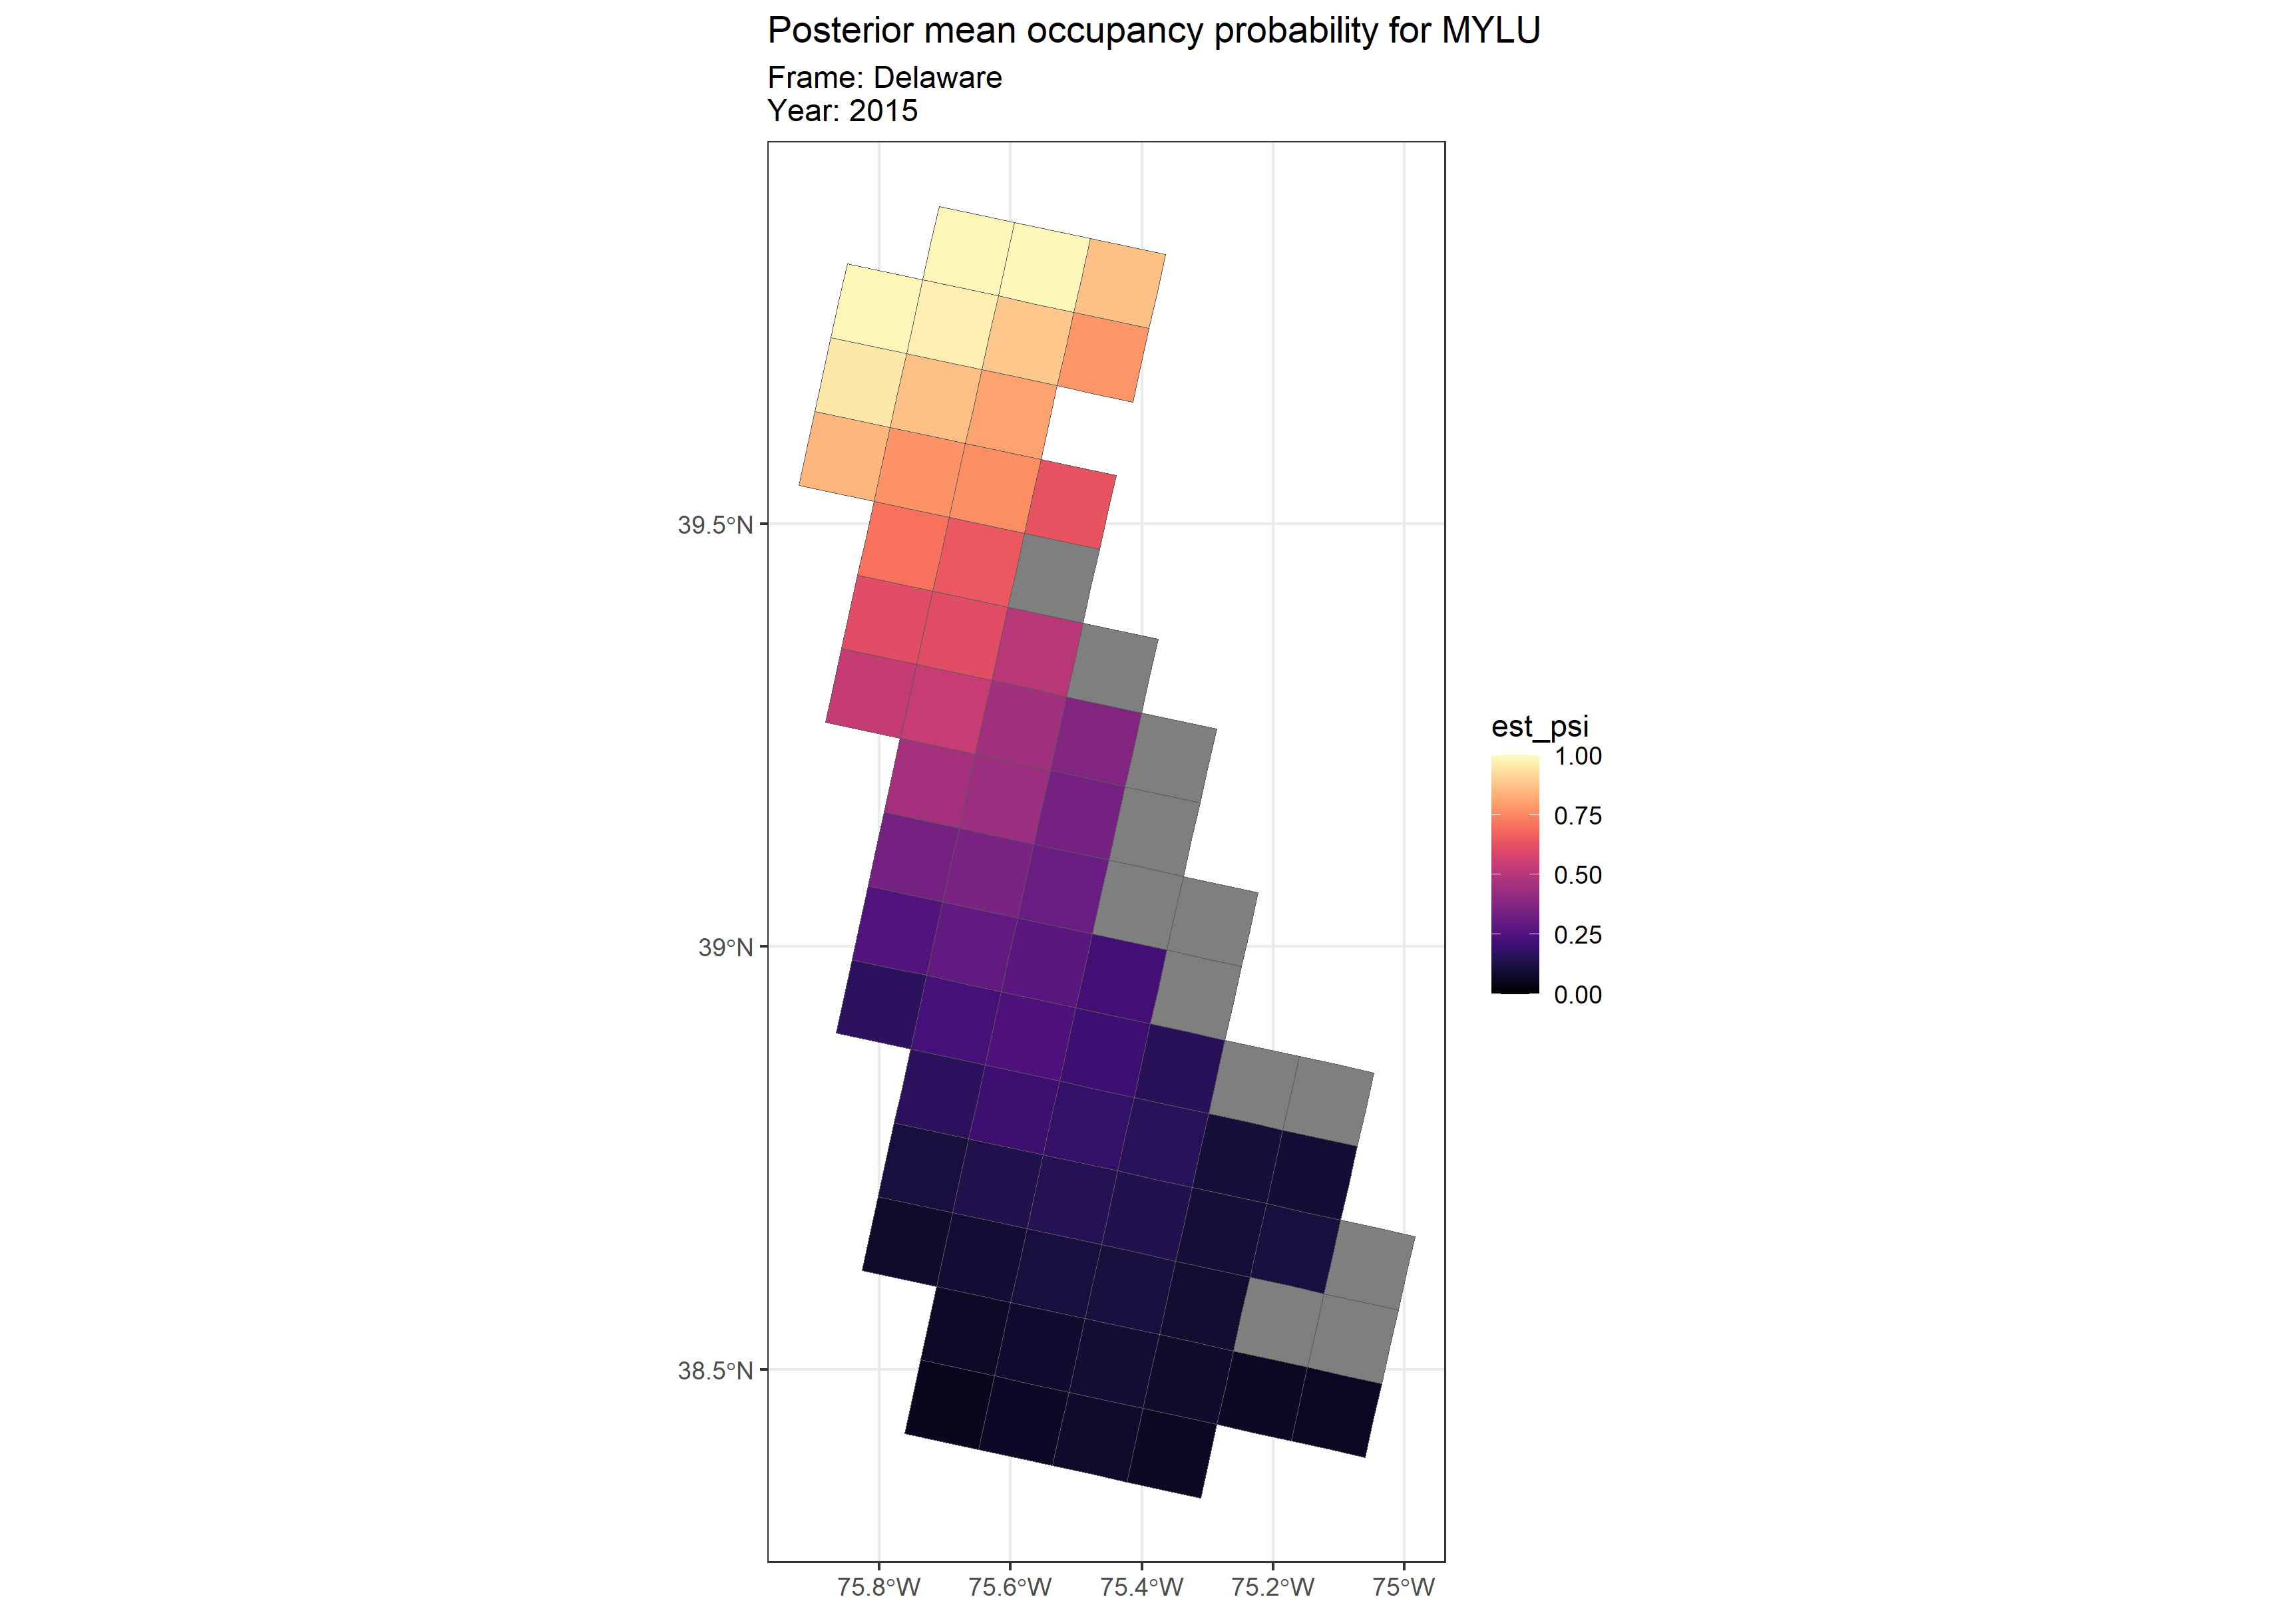 Posterior mean occupancy probability for MYLU
Frame: Delaware
Year: 2015
39.5°N
39°N
38.5°N
75.8°W
75.6°W
75.4°W
75.2°W
75°W
est_psi
1.00
0.75
0.50
0.25
0.00